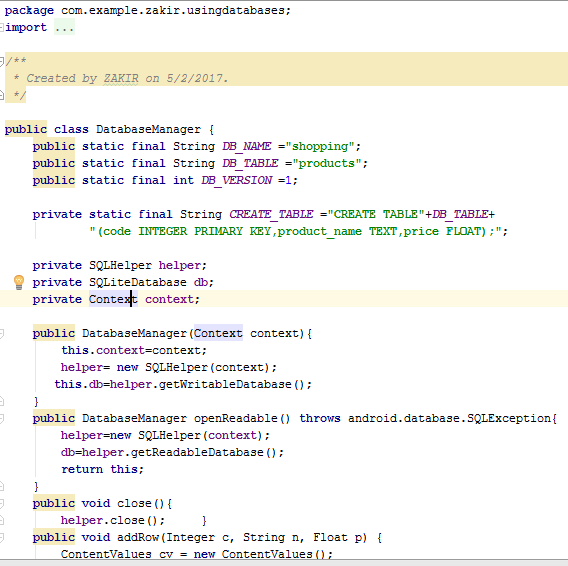 package com.example.zakir.usingdatabases;
import ...
/**
* Created by ZAKIR on 5/2/2017.
*/
public class DatabaseManager {
public static final String DB_NAME ="shopping";
public static final String DB_TABLE ="products";
public static final int DB_VERSION =1;
private static final String CREATE_TABLE ="CREATE TABLE"+DB_TABLE+
"(code INTEGER PRIMARY KEY,product_name TEXT,price FLOAT);";
private SQLHelper helper;
private SQLiteDatabase db;
private Context context;
public DatabaseManager(Context context){
this.context=context;
helper= new SQLHelper(context);
this.db=helper.getWritableDatabase();
}
public DatabaseManager openReadable() throws android.database.SQLException{
helper=new SQLHelper(context);
db=helper.getReadableDatabase();
return this;
}
public void close(){
helper.close(); }
public void addRow(Integer c, String n, Float p) {
ContentValues cv = new ContentValues();